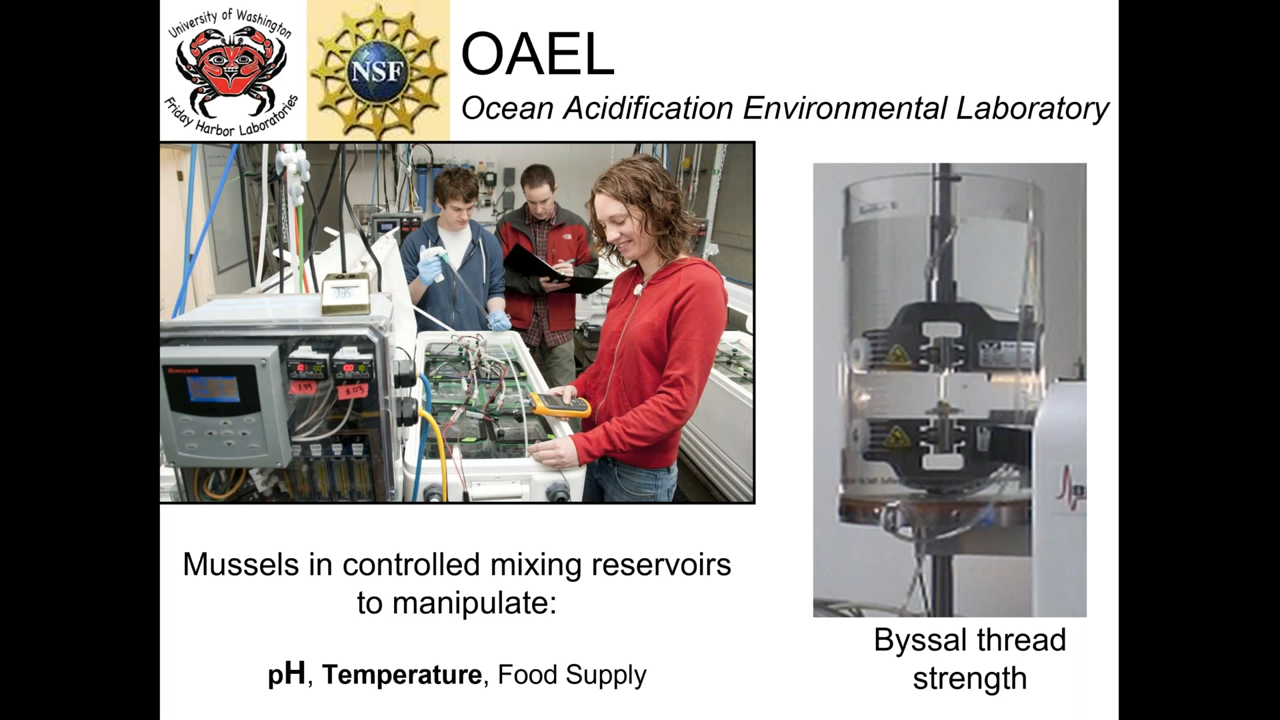 University of Washington
Friday Harbor Laboratories
NSF
OAEL
Ocean Acidification Environmental Laboratory
Honeywell
Mussels in controlled mixing reservoirs
to manipulate:
pH, Temperature, Food Supply
Byssal thread
strength